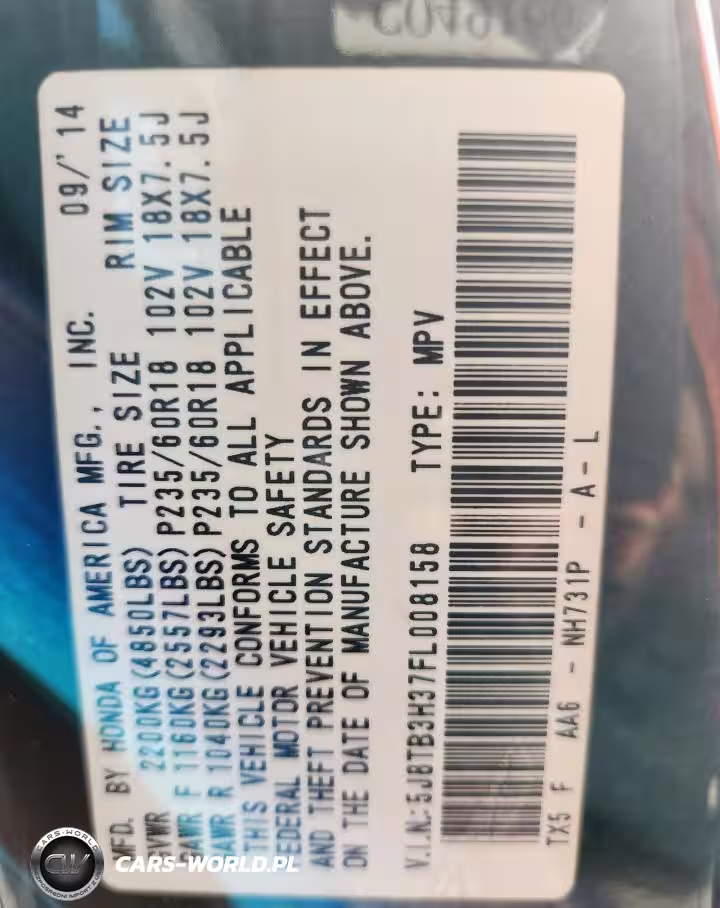 MFD. BY HONDA OF AMERICA MFG., INC. 09/'14
GVWR 2200KG(4850LBS) TIRE SIZE RIM SIZE
GAWR F 1160KG(2557LBS)P235/60R18 102V 18X7.5J
GAWR R 1040KG(2293LBS)P235/60R18 102V 18X7.5J
THIS VEHICLE CONFORMS TO ALL APPLICABLE
FEDERAL MOTOR VEHICLE SAFETY
AND THEFT PREVENTION STANDARDS IN EFFECT
ON THE DATE OF MANUFACTURE SHOWN ABOVE.
V.I.N:5J8TB3H37FL008158 TYPE: MPV
TX5 F AA6 - NH731P - A - L
CARS-WORLD
CW
CARS-WORLD.PL